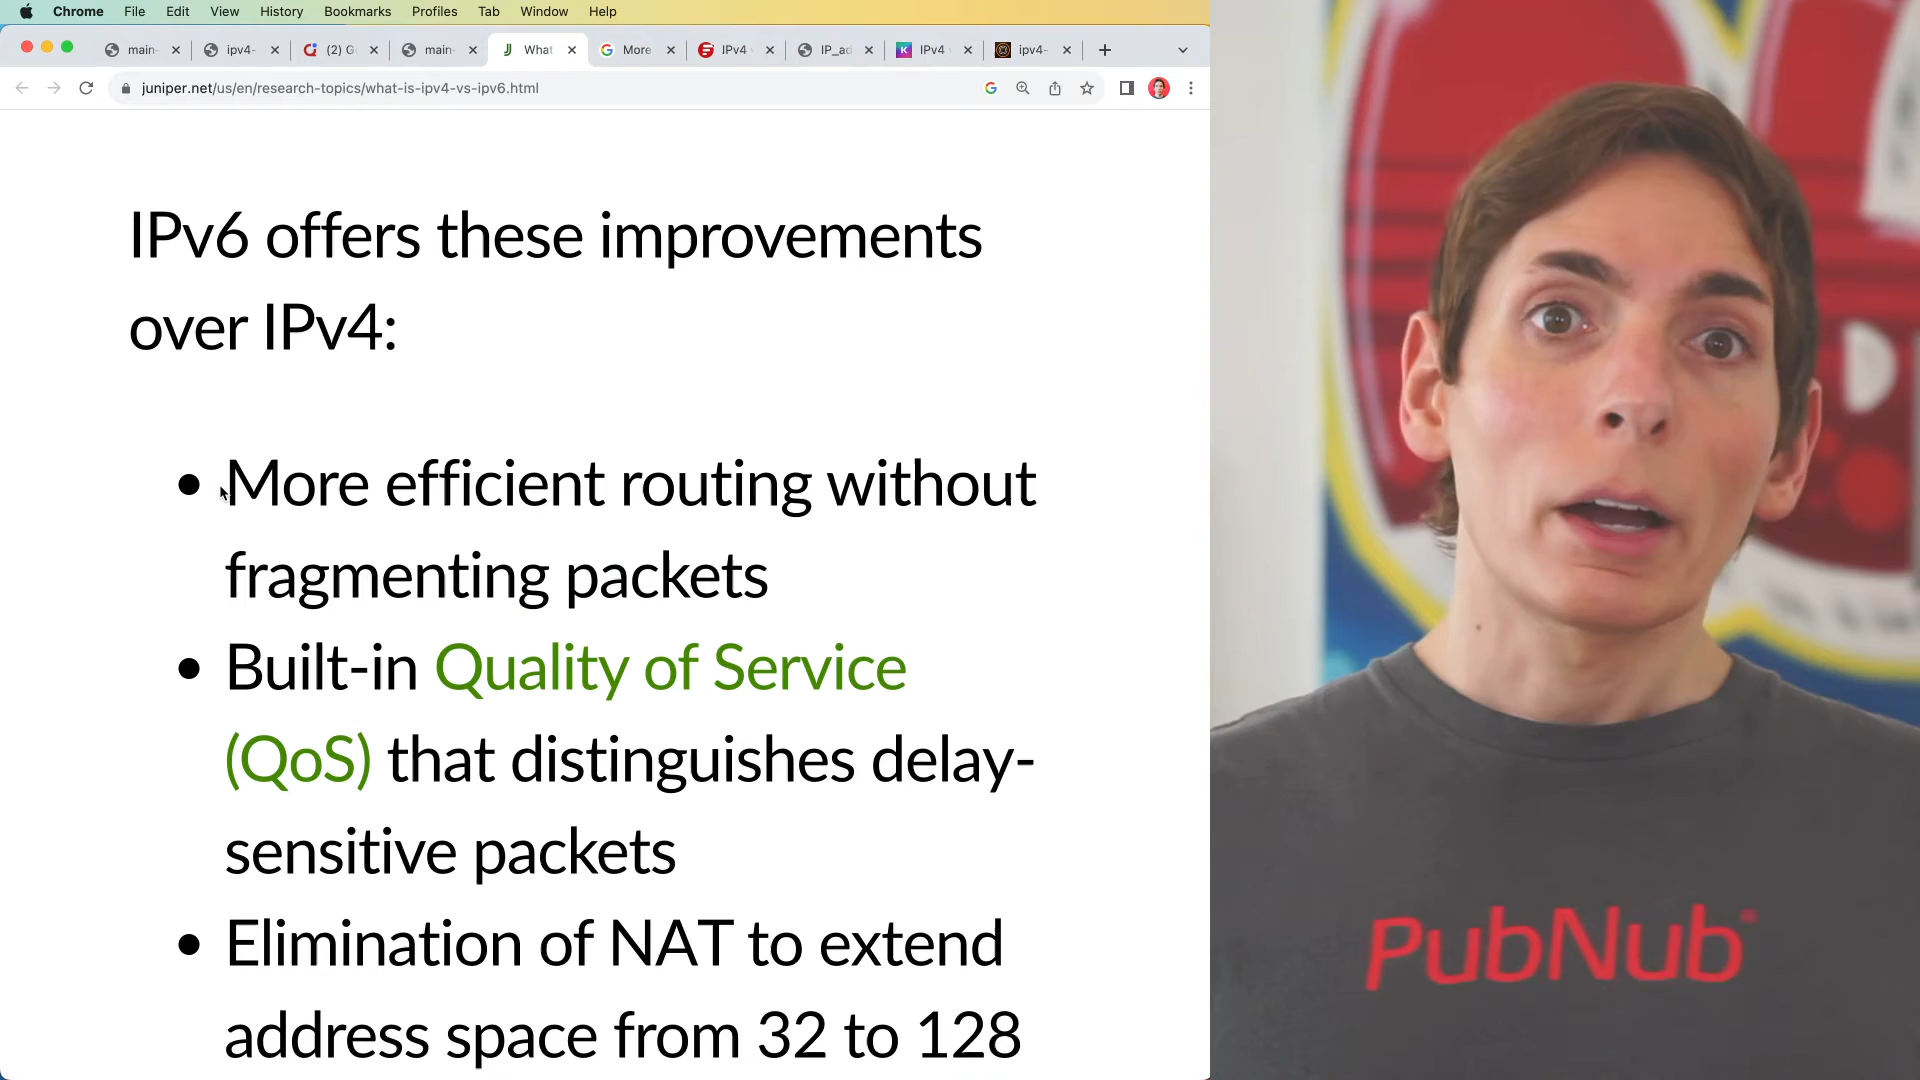 Chrome File Edit View History Bookmarks Profiles Tab Window Help
main- ipv4- (2) G main- What More IPv4 IP_ad IPv4 ipv4-
juniper.net/us/en/research-topics/what-is-ipv4-vs-ipv6.html
IPv6 offers these improvements
over IPv4:
• More efficient routing without
fragmenting packets
• Built-in Quality of Service
(QoS) that distinguishes delay-
sensitive packets
• Elimination of NAT to extend
address space from 32 to 128
PubNub